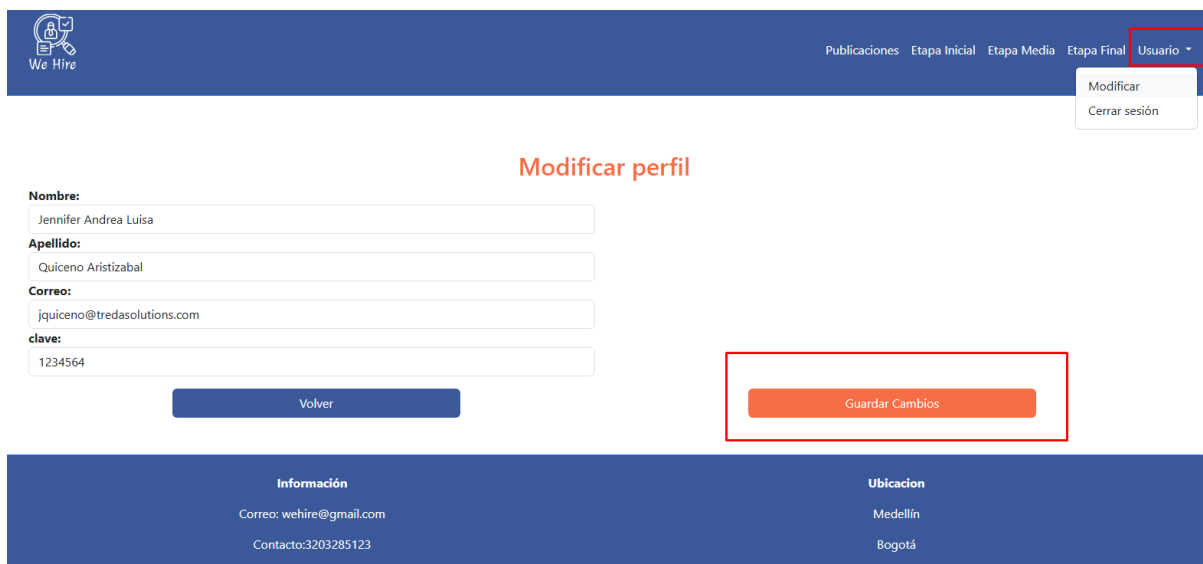 We Hire
Publicaciones Etapa Inicial Etapa Media Etapa Final Usuario
Modificar
Cerrar sesión
Modificar perfil
Nombre:
Jennifer Andrea Luisa
Apellido:
Quiceno Aristizabal
Correo:
jquiceno@tredasolutions.com
clave:
1234564
Volver Guardar Cambios
Información Ubicacion
Correo: wehire@gmail.com Medellín
Contacto:3203285123 Bogotá